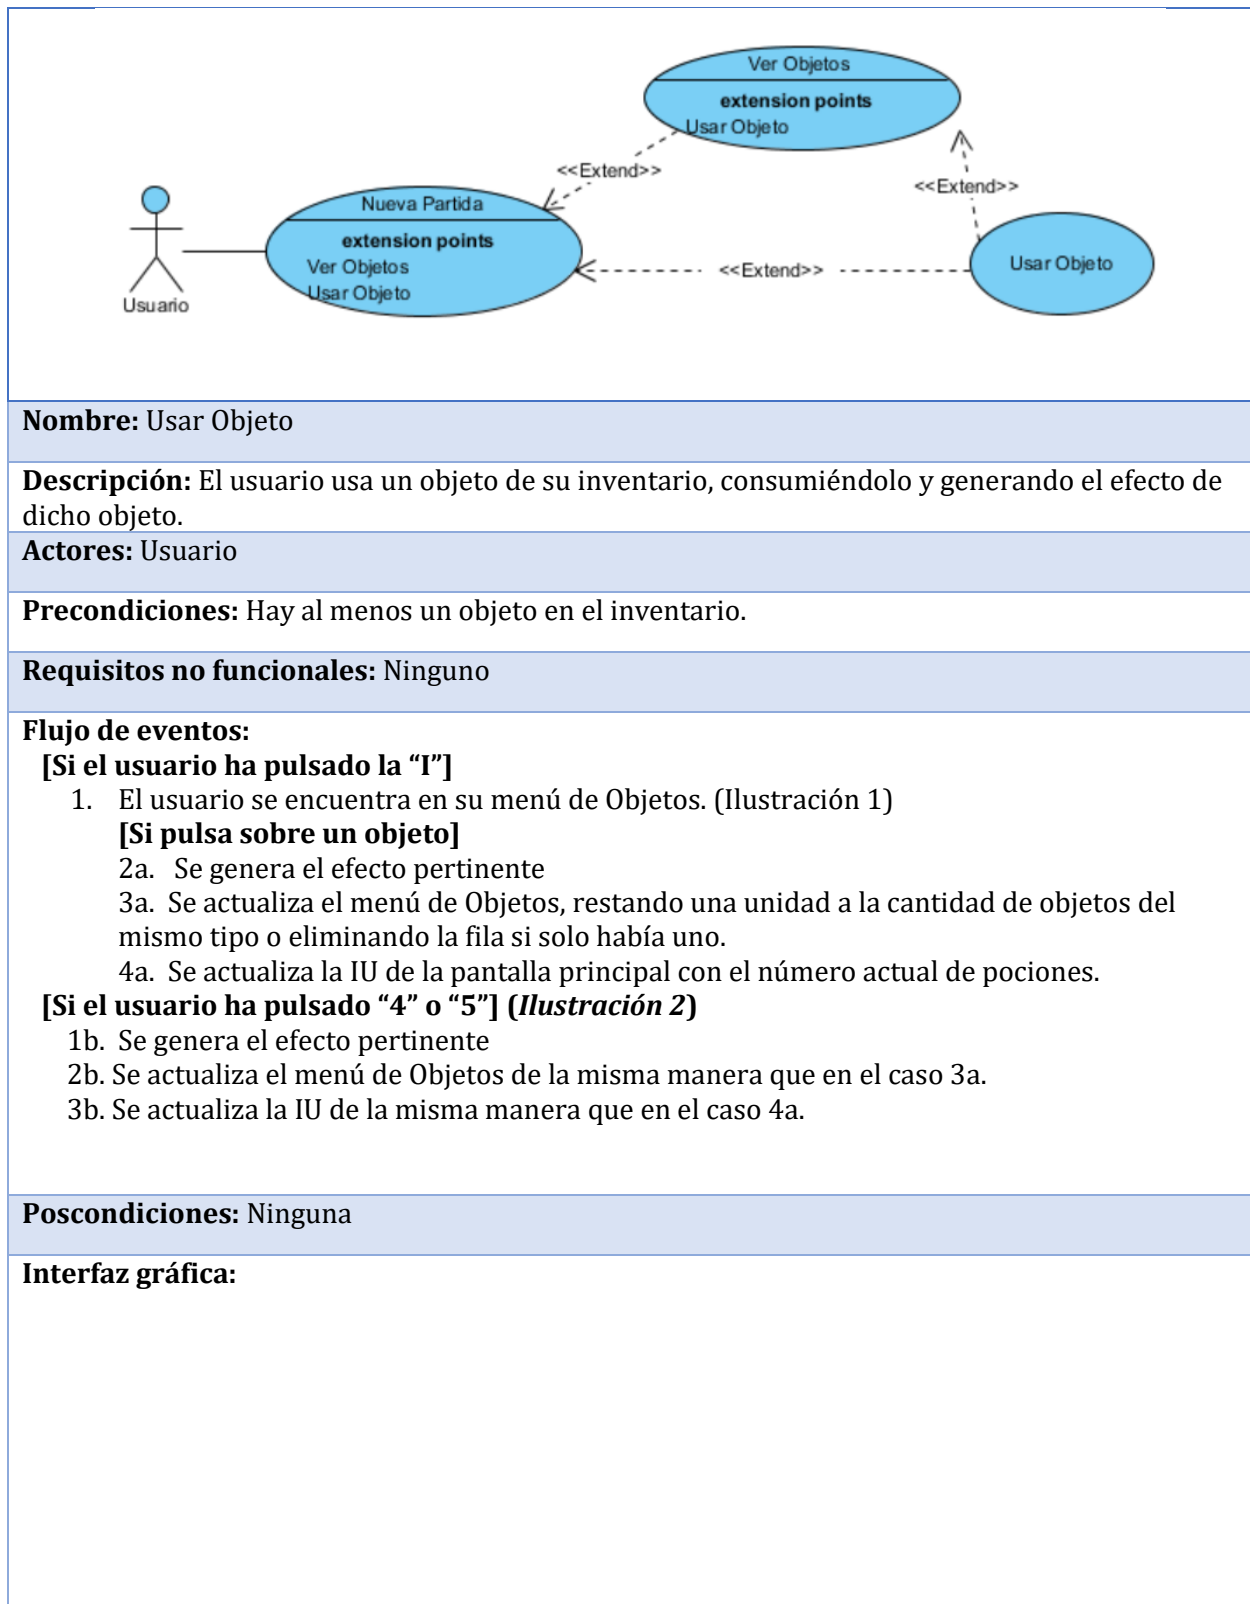 Ver Objetos
extension points
Usar Objeto
<<Extend>>
<<Extend>>
Nueva Partida
extension points
Ver Objetos
Usar Objeto
<<Extend>>
Usar Objeto
Usuario
Nombre: Usar Objeto
Descripción: El usuario usa un objeto de su inventario, consumiéndolo y generando el efecto de
dicho objeto.
Actores: Usuario
Precondiciones: Hay al menos un objeto en el inventario.
Requisitos no funcionales: Ninguno
Flujo de eventos:
[Si el usuario ha pulsado la “I”]
1. El usuario se encuentra en su menú de Objetos. (Ilustración 1)
[Si pulsa sobre un objeto]
2a. Se genera el efecto pertinente
3a. Se actualiza el menú de Objetos, restando una unidad a la cantidad de objetos del
mismo tipo o eliminando la fila si solo había uno.
4a. Se actualiza la IU de la pantalla principal con el número actual de pociones.
[Si el usuario ha pulsado “4” o “5”] (Ilustración 2)
1b. Se genera el efecto pertinente
2b. Se actualiza el menú de Objetos de la misma manera que en el caso 3a.
3b. Se actualiza la IU de la misma manera que en el caso 4a.
Poscondiciones: Ninguna
Interfaz gráfica: